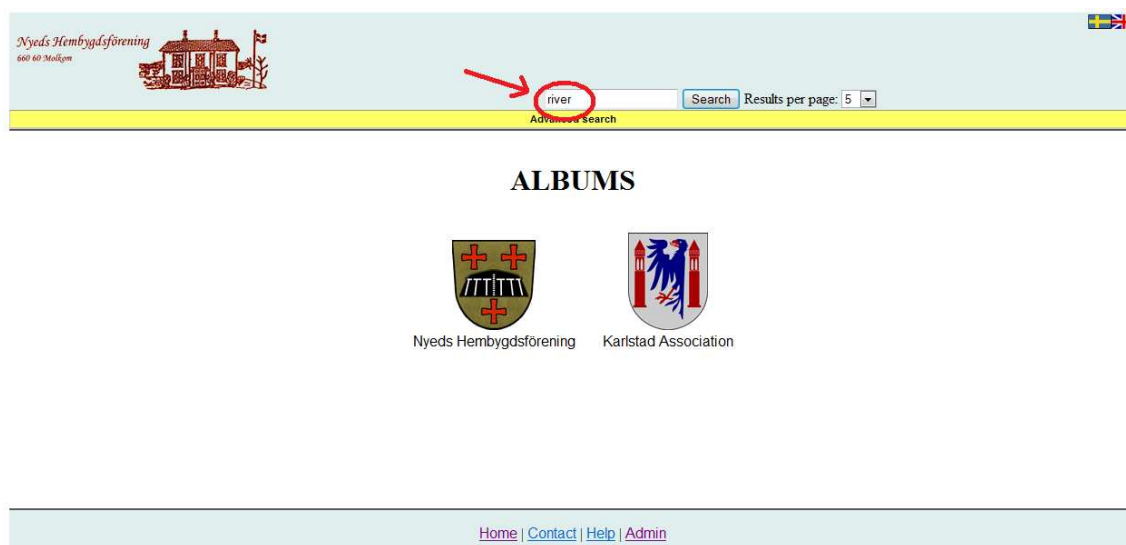 Nyeds Hembygdsförening
660 60 Molkom
river Search Results per page: 5
Advanced search
ALBUMS
Nyeds Hembygdsförening Karlstad Association
Home | Contact | Help | Admin